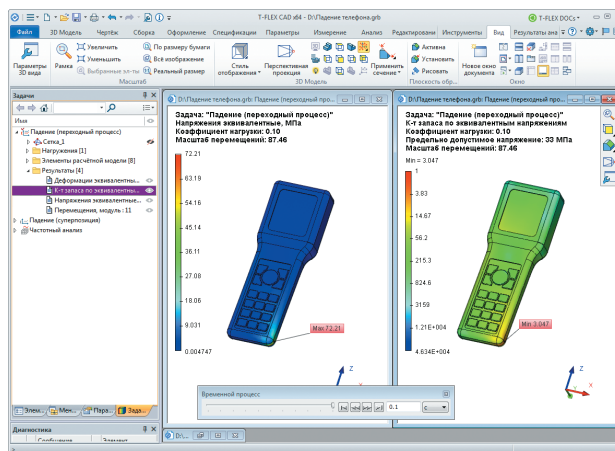 T-FLEX CAD x64 - D:\Падение телефона.grb
T-FLEX DOCs
Файл 3D Модель Чертёж Сборка Оформление Спецификации Параметры Измерение Анализ Редактировани Инструменты Вид Результаты ана
Параметры 3D вида
Рамка
Увеличить
Уменьшить
Выбранные эл-ты
По размеру бумаги
Всё изображение
Реальный размер
Масштаб
Стиль отображения
Перспективная проекция
Применить сечение
3D Модель
Активна
Установить
Рисовать
Плоскость обр...
Новое окно документа
Окно
Задачи
Имя
Падение (переходный процесс)
Сетка_1
Нагружения [1]
Элементы расчётной модели [8]
Результаты [4]
Деформации эквивалентны...
К-т запаса по эквивалентны...
Напряжения эквивалентные...
Перемещения, модуль : 11
Падение (суперпозиция)
Частотный анализ
Элем... Мен... Пара... Зада...
Диагностика
Сообщение Элемент
D:\Падение телефона.grb: Падение (переходный проц...
Задача: "Падение (переходный процесс)"
Напряжения эквивалентные, МПа
Коэффициент нагрузки: 0.10
Масштаб перемещений: 87.46
72.21
63.19
54.16
45.14
36.11
27.08
18.06
9.031
0.004747
Max:72.21
Z
D:\Падение телефона.grb: Падение (переходный проц...
Задача: "Падение (переходный процесс)"
К-т запаса по эквивалентным напряжениям
Коэффициент нагрузки: 0.10
Предельно допустимое напряжение: 33 МПа
Масштаб перемещений: 87.46
Min = 3.047
1
3.83
14.67
56.2
215.3
824.6
3159
1.21E+004
4.634E+004
Min:3.047
Z
X
Временной процесс
0.1
с
D:\...